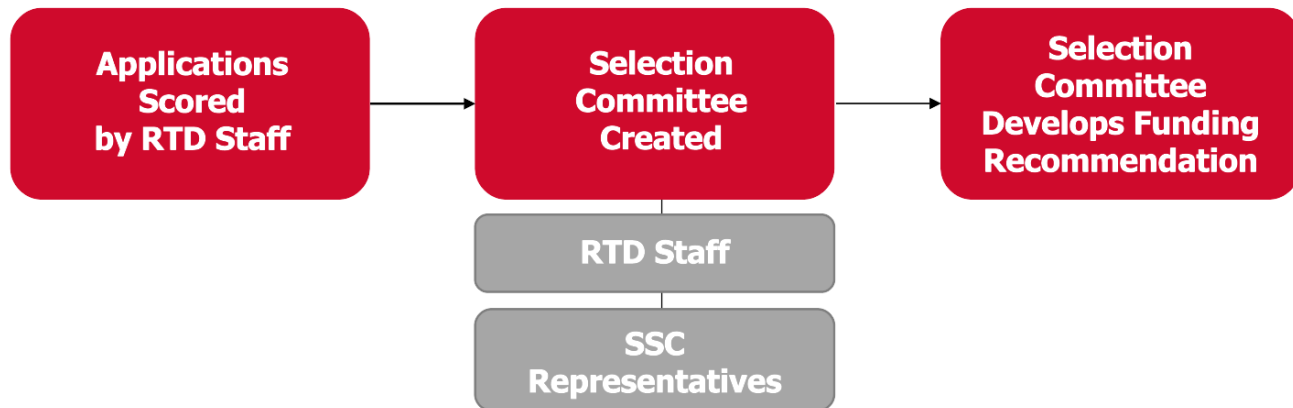 Applications
Scored
by RTD Staff
Selection
Committee
Created
Selection
Committee
Develops Funding
Recommendation
RTD Staff
SSC
Representatives